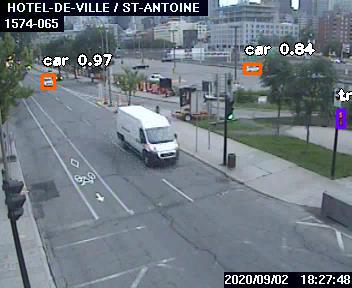 HOTEL-DE-VILLE / ST-ANTOINE
1574-065
car 0.84
car 0.97
tr
2020/09/02 18:27:48